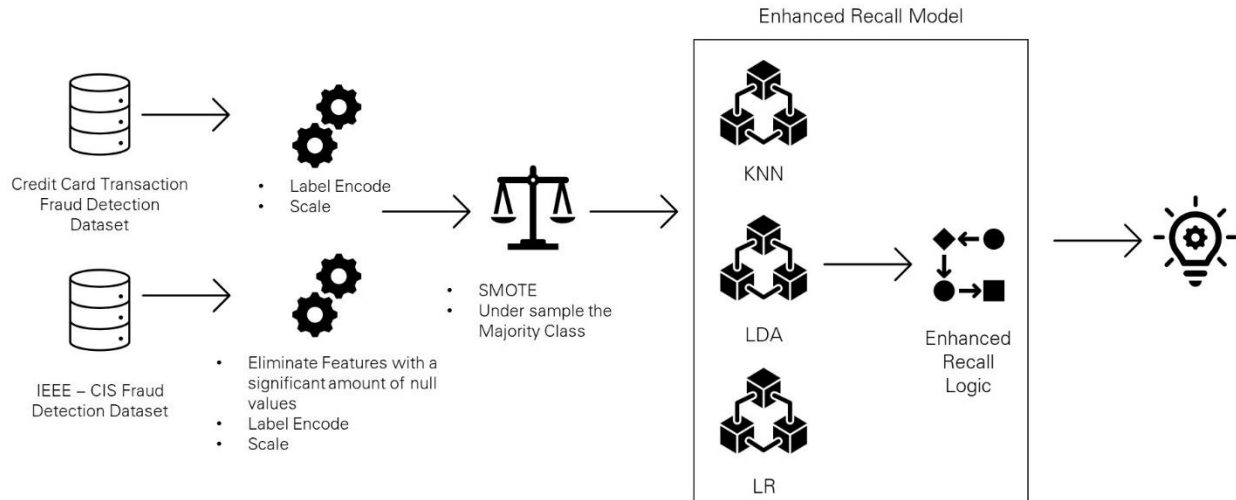 Enhanced Recall Model
Credit Card Transaction
Fraud Detection
Dataset
• Label Encode
• Scale
IEEE – CIS Fraud
Detection Dataset
• Eliminate Features with a
significant amount of null
values
• Label Encode
• Scale
• SMOTE
• Under sample the
Majority Class
KNN
LDA
LR
Enhanced
Recall
Logic